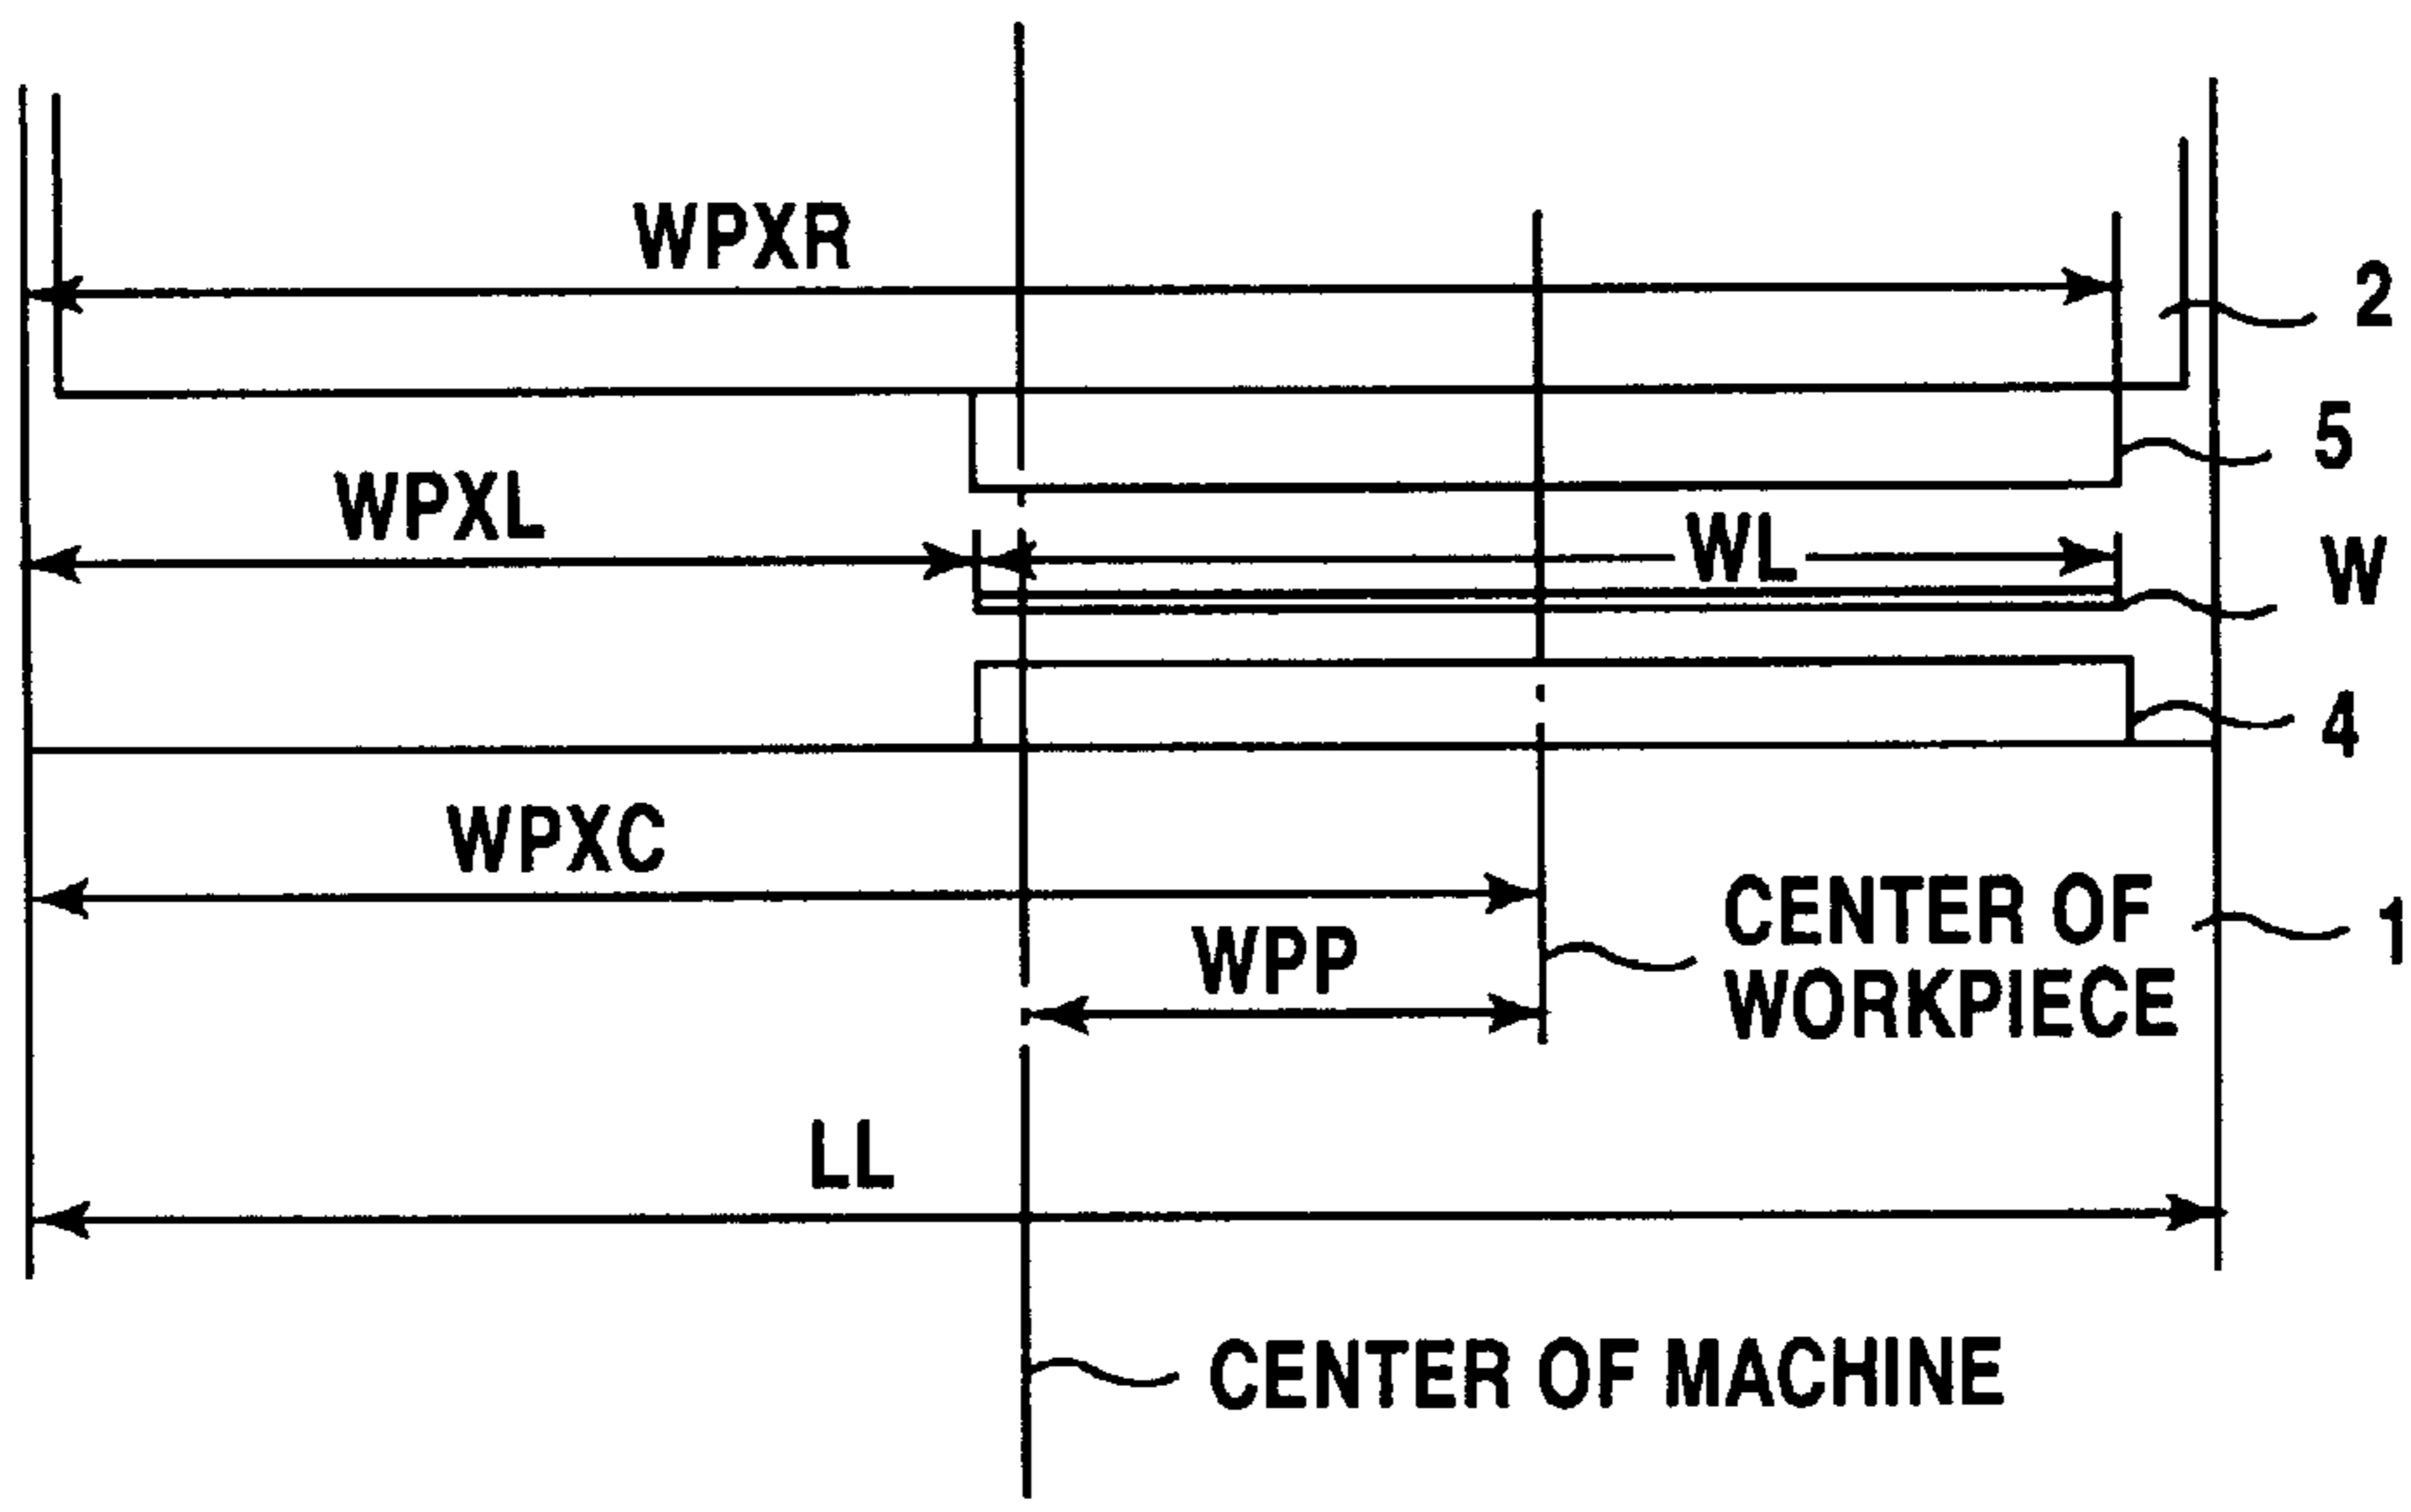 WPXR
2
5
WPXL
WL
W
4
WPXC
CENTER OF
WORKPIECE
1
WPP
LL
CENTER OF MACHINE